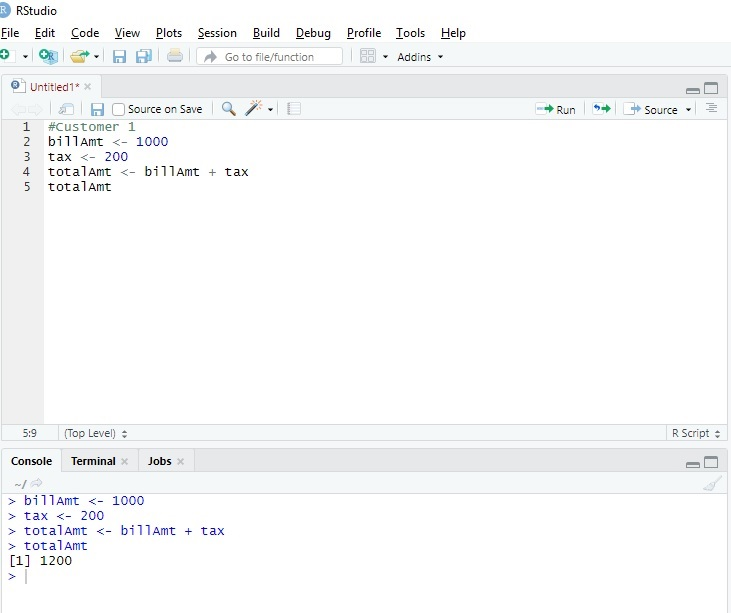 RStudio
File Edit Code View Plots Session Build Debug Profile Tools Help
Go to file/function Addins
Untitled1*
Source on Save Run Source
1 #Customer 1
2 billAmt <- 1000
3 tax <- 200
4 totalAmt <- billAmt + tax
5 totalAmt
5:9 (Top Level) R Script
Console Terminal Jobs
~/
> billAmt <- 1000
> tax <- 200
> totalAmt <- billAmt + tax
> totalAmt
[1] 1200
>